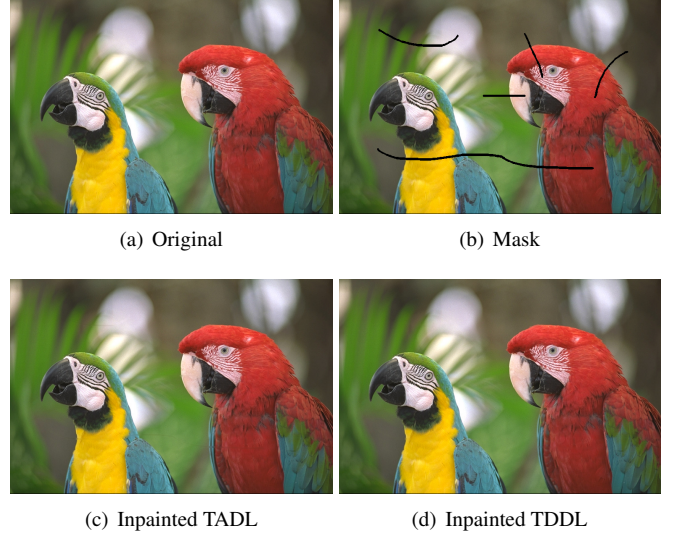 (a) Original
(b) Mask
(c) Inpainted TADL
(d) Inpainted TDDL